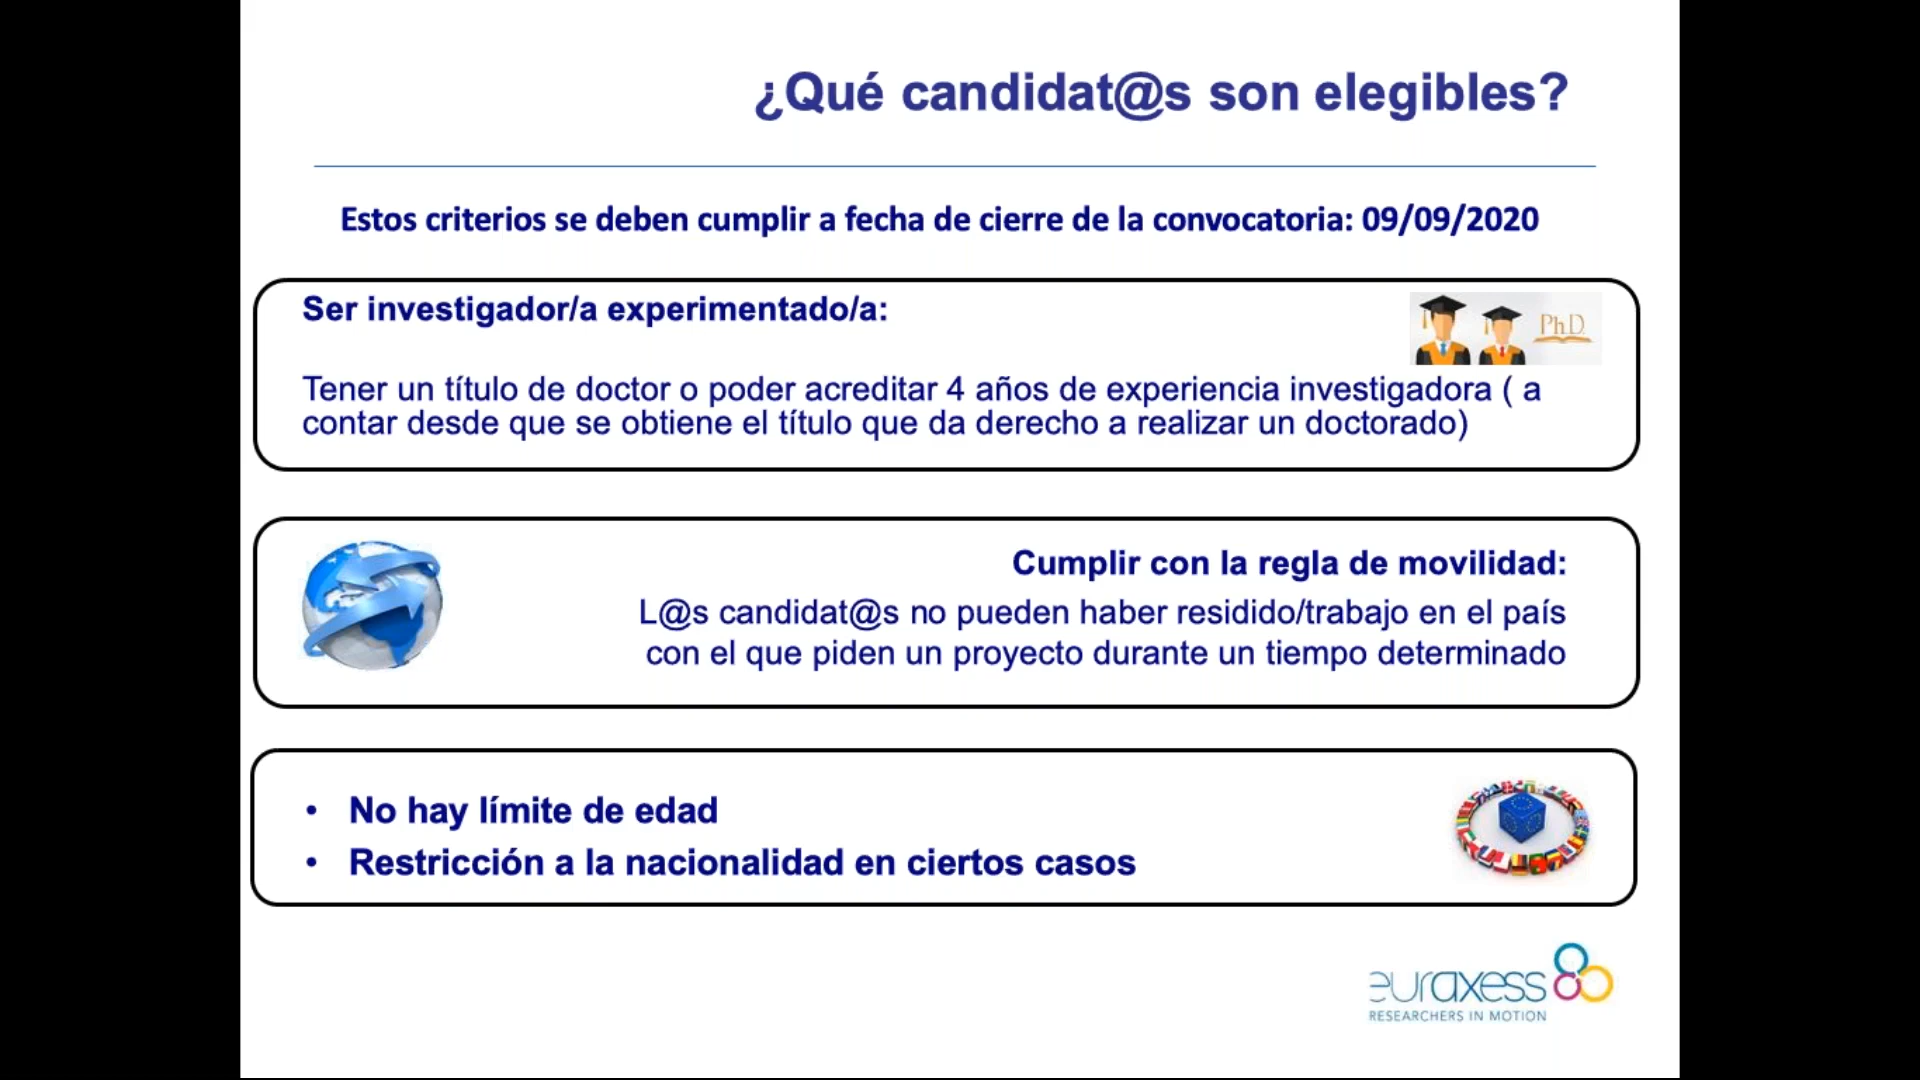 ¿Qué candidat@s son elegibles?
Estos criterios se deben cumplir a fecha de cierre de la convocatoria: 09/09/2020
Ser investigador/a experimentado/a:
Ph.D.
Tener un título de doctor o poder acreditar 4 años de experiencia investigadora ( a
contar desde que se obtiene el título que da derecho a realizar un doctorado)
Cumplir con la regla de movilidad:
L@s candidat@s no pueden haber residido/trabajo en el país
con el que piden un proyecto durante un tiempo determinado
• No hay límite de edad
• Restricción a la nacionalidad en ciertos casos
euraxess
RESEARCHERS IN MOTION